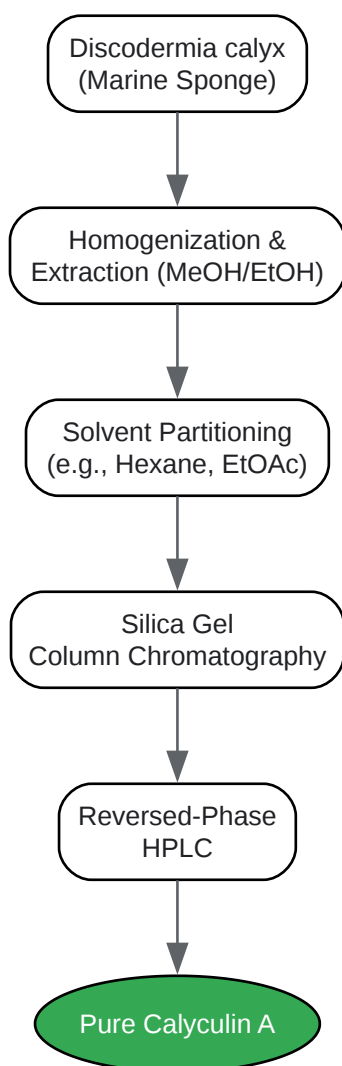 Discodermia calyx
(Marine Sponge)
Homogenization &
Extraction (MeOH/EtOH)
Solvent Partitioning
(e.g., Hexane, EtOAc)
Silica Gel
Column Chromatography
Reversed-Phase
HPLC
Pure Calyculin A